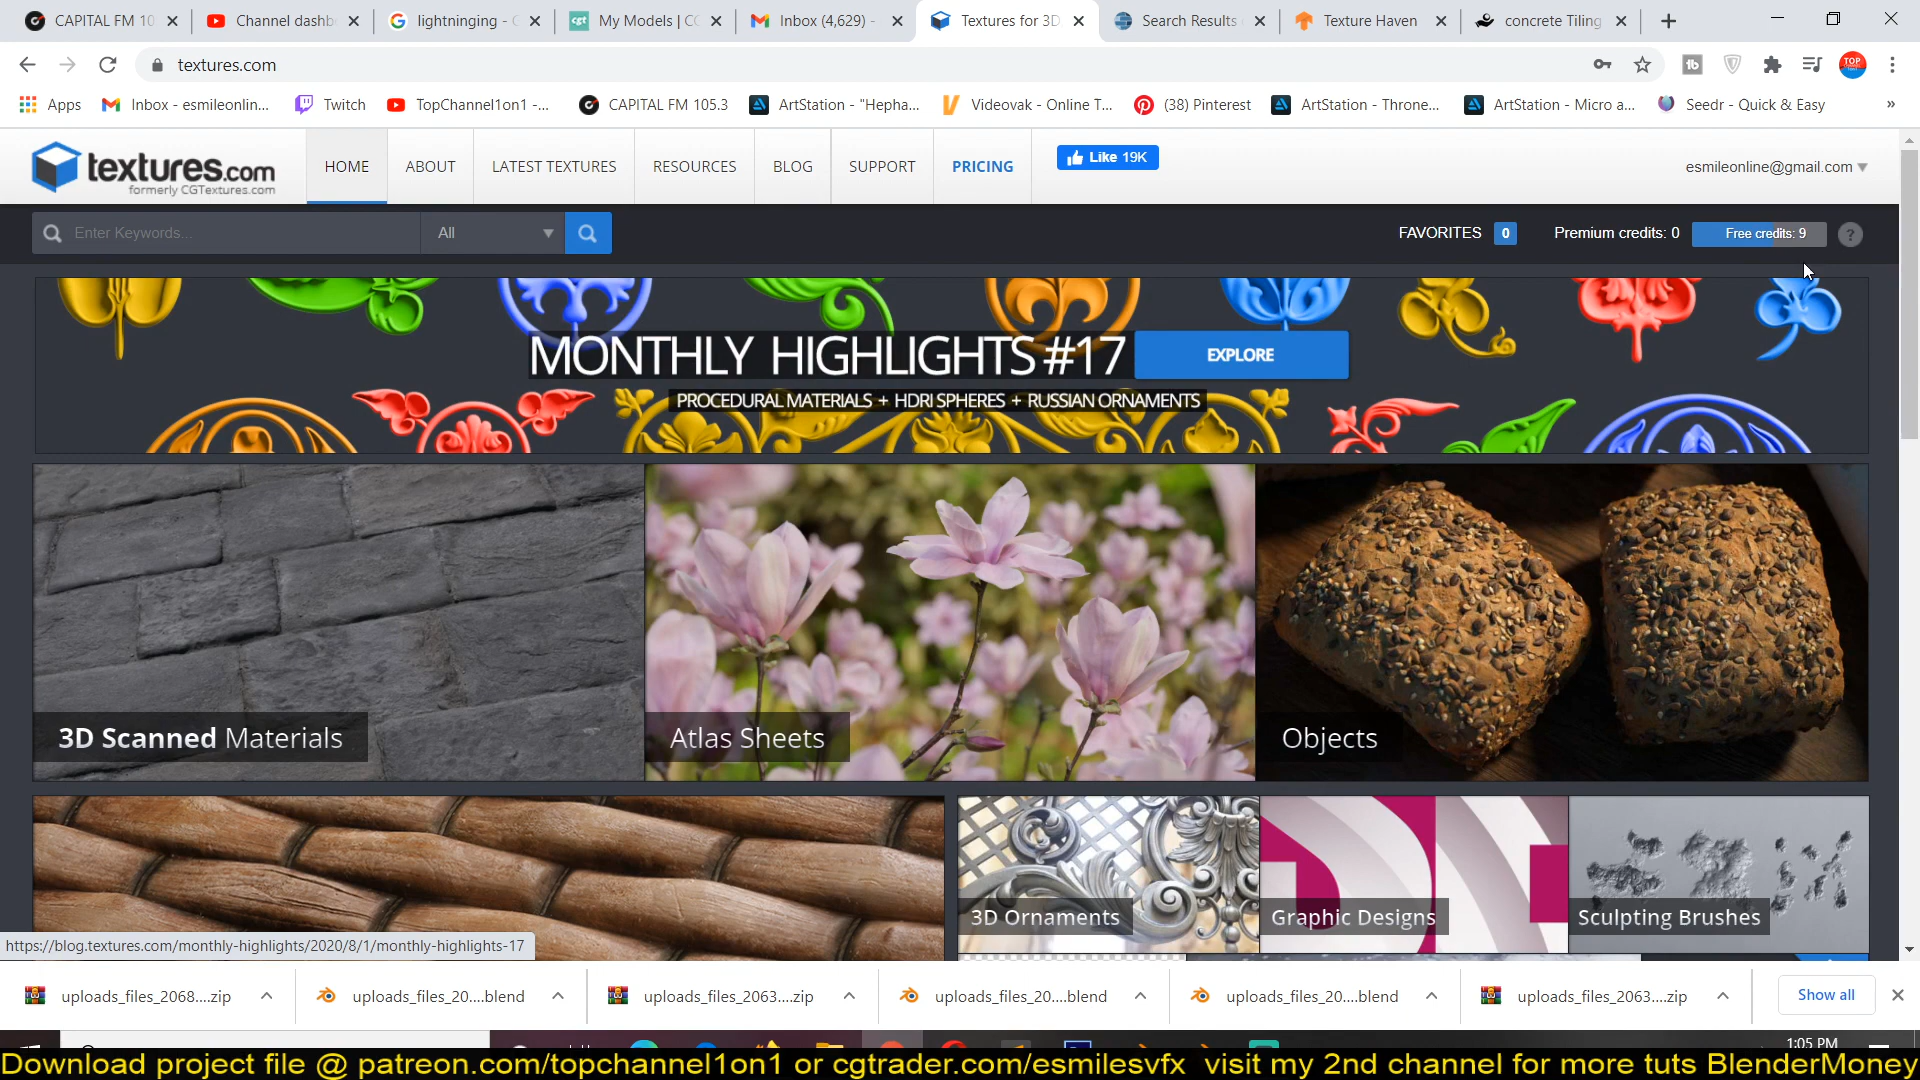 CAPITAL FM 10
Channel dashb
lightninging - G
My Models | C
Inbox (4,629) -
Textures for 3D
Search Results
Texture Haven
concrete Tiling
textures.com
Apps
Inbox - esmileonlin...
Twitch
TopChannel1on1 -...
CAPITAL FM 105.3
ArtStation - "Hepha...
Videovak - Online T...
(38) Pinterest
ArtStation - Throne...
ArtStation - Micro a...
Seedr - Quick & Easy
»
textures.com
formerly CGTextures.com
HOME
ABOUT
LATEST TEXTURES
RESOURCES
BLOG
SUPPORT
PRICING
Like 19K
esmileonline@gmail.com
Enter Keywords...
All
FAVORITES 0
Premium credits: 0
Free credits: 9
?
MONTHLY HIGHLIGHTS #17
EXPLORE
PROCEDURAL MATERIALS + HDRI SPHERES + RUSSIAN ORNAMENTS
3D Scanned Materials
Atlas Sheets
Objects
3D Ornaments
Graphic Designs
Sculpting Brushes
https://blog.textures.com/monthly-highlights/2020/8/1/monthly-highlights-17
uploads_files_2068....zip
uploads_files_20....blend
uploads_files_2063....zip
uploads_files_20....blend
uploads_files_20....blend
uploads_files_2063....zip
Show all
1:05 PM
Download project file @ patreon.com/topchannel1on1 or cgtrader.com/esmilesvfx visit my 2nd channel for more tuts BlenderMoney